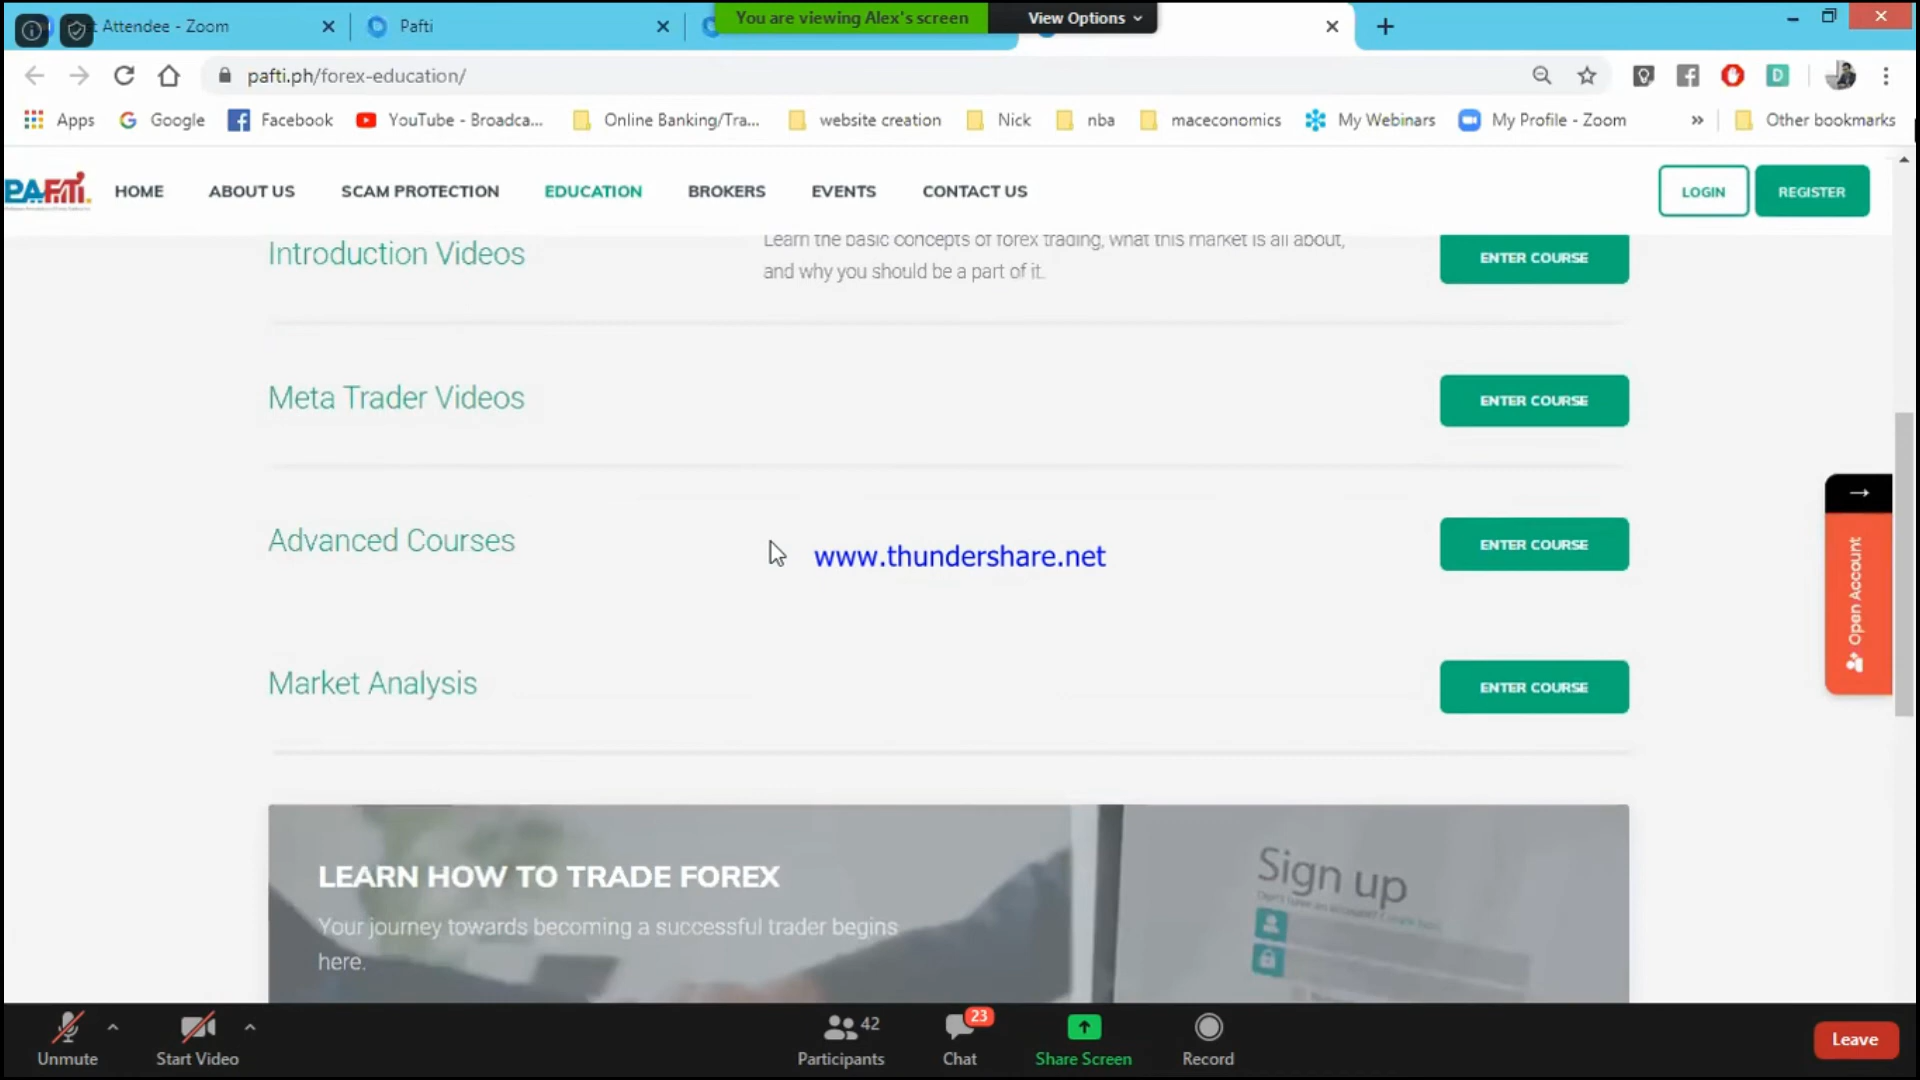 Attendee - Zoom
Pafti
You are viewing Alex's screen
View Options
pafti.ph/forex-education/
Apps
Google
Facebook
YouTube - Broadca...
Online Banking/Tra...
website creation
Nick
nba
maceconomics
My Webinars
My Profile - Zoom
»
Other bookmarks
PAFTI.
HOME
ABOUT US
SCAM PROTECTION
EDUCATION
BROKERS
EVENTS
CONTACT US
LOGIN
REGISTER
Introduction Videos
Learn the basic concepts of forex trading, what this market is all about,
and why you should be a part of it.
ENTER COURSE
Meta Trader Videos
ENTER COURSE
Advanced Courses
www.thundershare.net
ENTER COURSE
Open Account
Market Analysis
ENTER COURSE
LEARN HOW TO TRADE FOREX
Your journey towards becoming a successful trader begins
here.
Sign up
Unmute
Start Video
42
Participants
23
Chat
Share Screen
Record
Leave